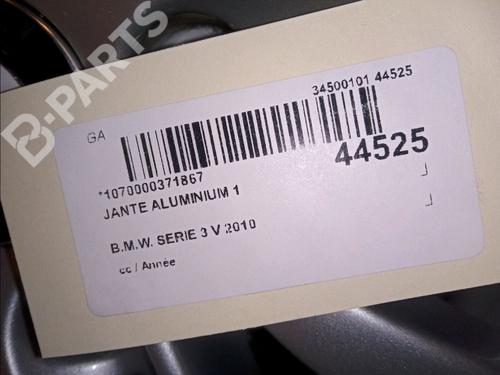 B-PARTS
34500101 44525
GA
*1070000371867
44525
JANTE ALUMINIUM 1
B.M.W. SERIE 3 V 2010
cc / Année